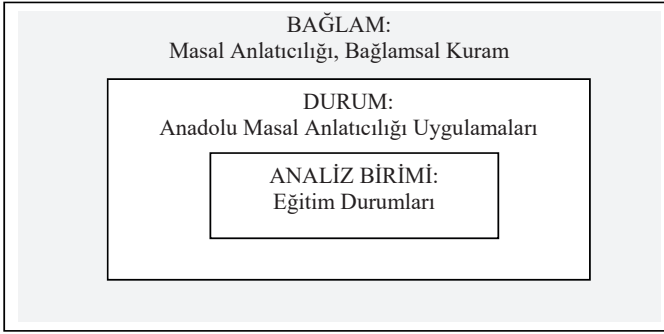 BAĞLAM:
Masal Anlatıcılığı, Bağlamsal Kuram
DURUM:
Anadolu Masal Anlatıcılığı Uygulamaları
ANALİZ BİRİMİ:
Eğitim Durumları